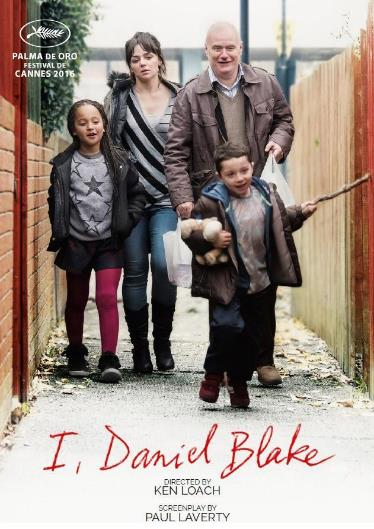 PALMA DE ORO
FESTIVAL DE
CANNES 2016
I, Daniel Blake
DIRECTED BY
KEN LOACH
SCREENPLAY BY
PAUL LAVERTY